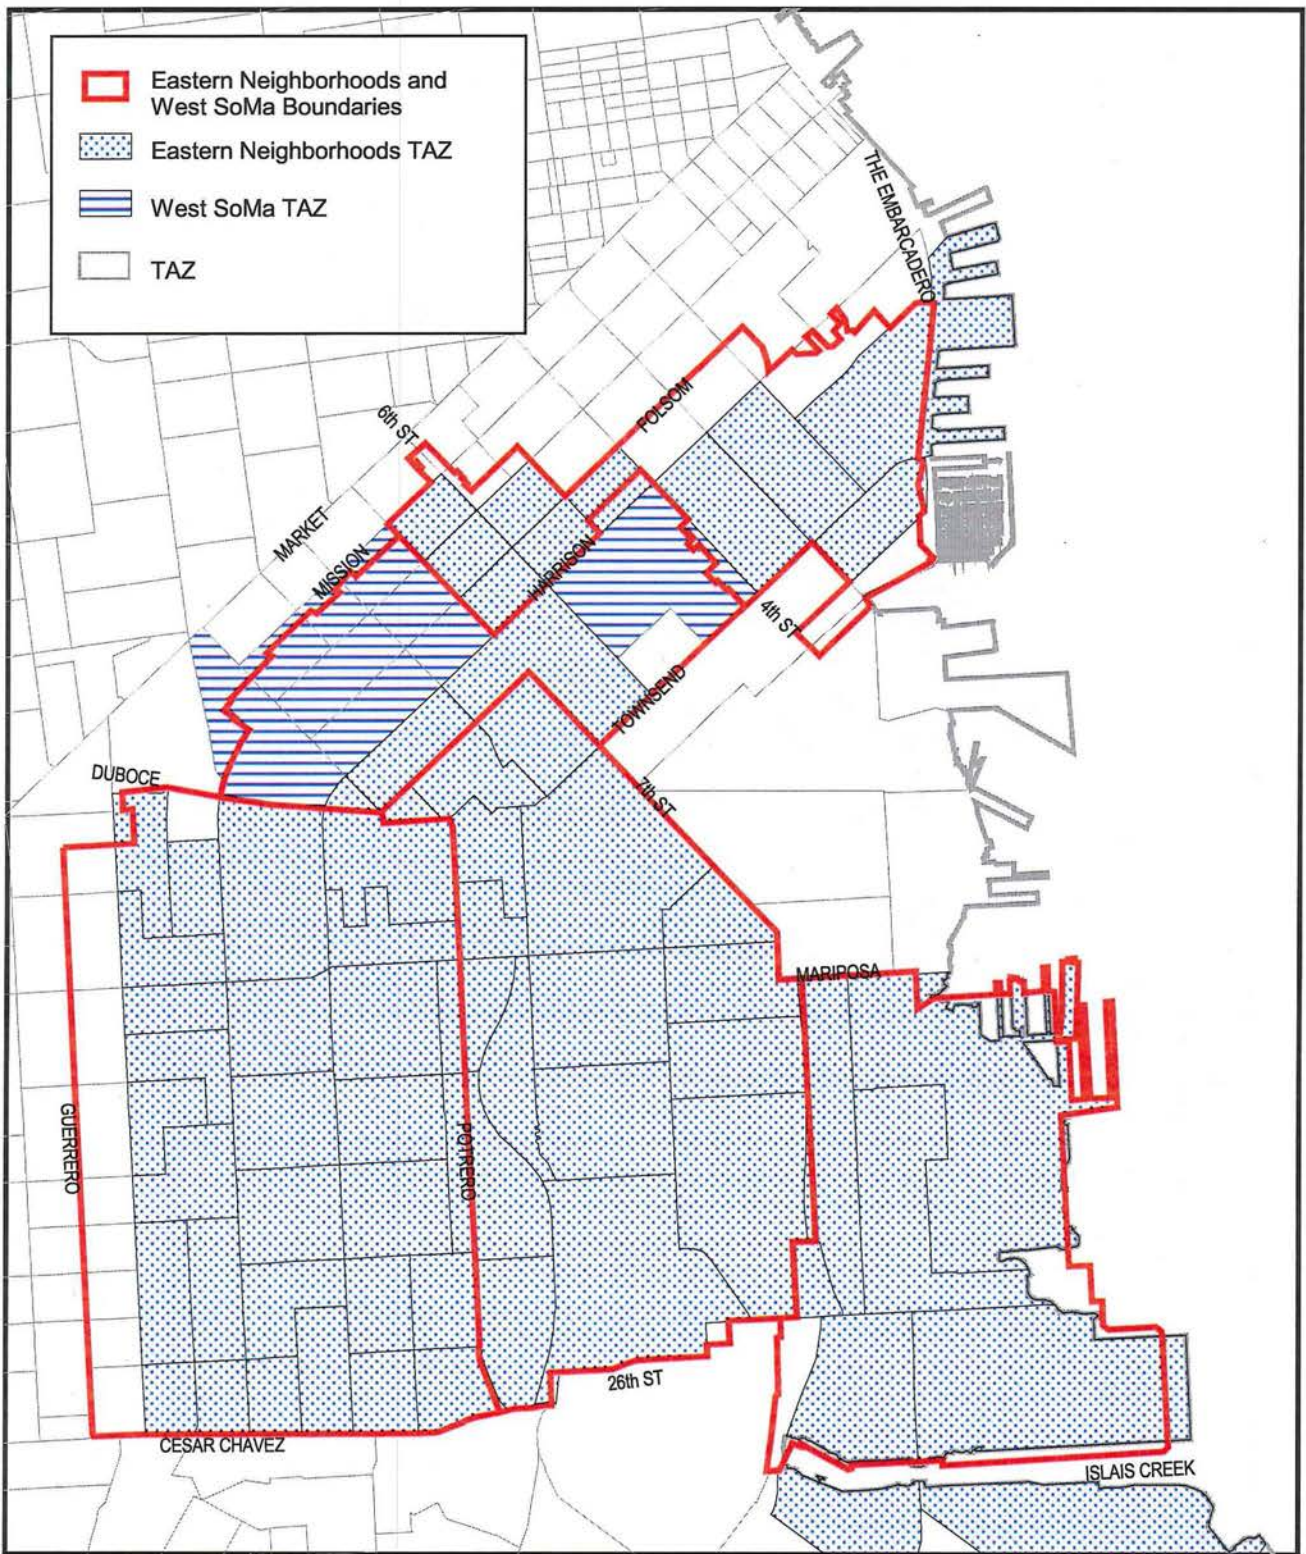 Eastern Neighborhoods and
West SoMa Boundaries
Eastern Neighborhoods TAZ
West SoMa TAZ
TAZ
THE EMBARCADERO
6th ST
FOLSOM
MARKET
MISSION
HARRISON
4th ST
TOWNSEND
DUBOCE
7th ST
MARIPOSA
GUERRERO
POTRERO
26th ST
CESAR CHAVEZ
ISLAIS CREEK